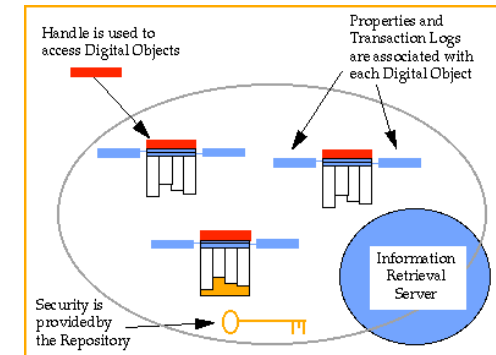 Handle is used to
access Digital Objects
Properties and
Transaction Logs
are associated with
each Digital Object
Information
Retrieval
Server
Security is
provided by
the Repository